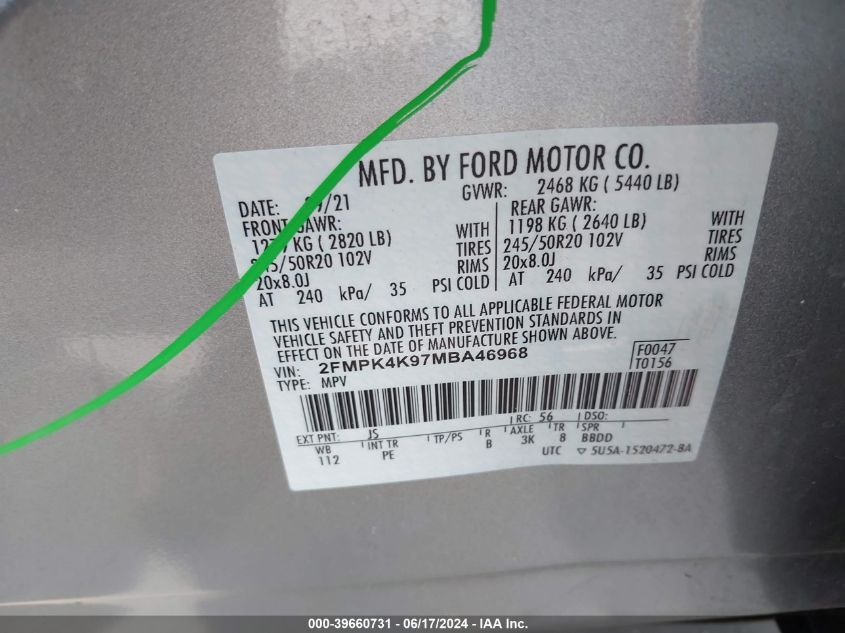 MFD. BY FORD MOTOR CO.
DATE: /21 GVWR: 2468 KG ( 5440 LB)
FRONT GAWR: REAR GAWR:
KG ( 2820 LB) WITH 1198 KG ( 2640 LB) WITH
/50R20 102V TIRES 245/50R20 102V TIRES
20x8.0J RIMS 20x8.0J RIMS
AT 240 kPa/ 35 PSI COLD AT 240 kPa/ 35 PSI COLD
THIS VEHICLE CONFORMS TO ALL APPLICABLE FEDERAL MOTOR
VEHICLE SAFETY AND THEFT PREVENTION STANDARDS IN
EFFECT ON THE DATE OF MANUFACTURE SHOWN ABOVE.
VIN: 2FMPK4K97MBA46968 F0047
TYPE: MPV T0156
EXT PNT: JS RC: 56 DSO:
WB INT TR TP/PS R AXLE TR SPR
112 PE B 3K 8 BBDD
UTC ▽ 5U5A-1520472-BA
000-39660731 - 06/17/2024 - IAA Inc.